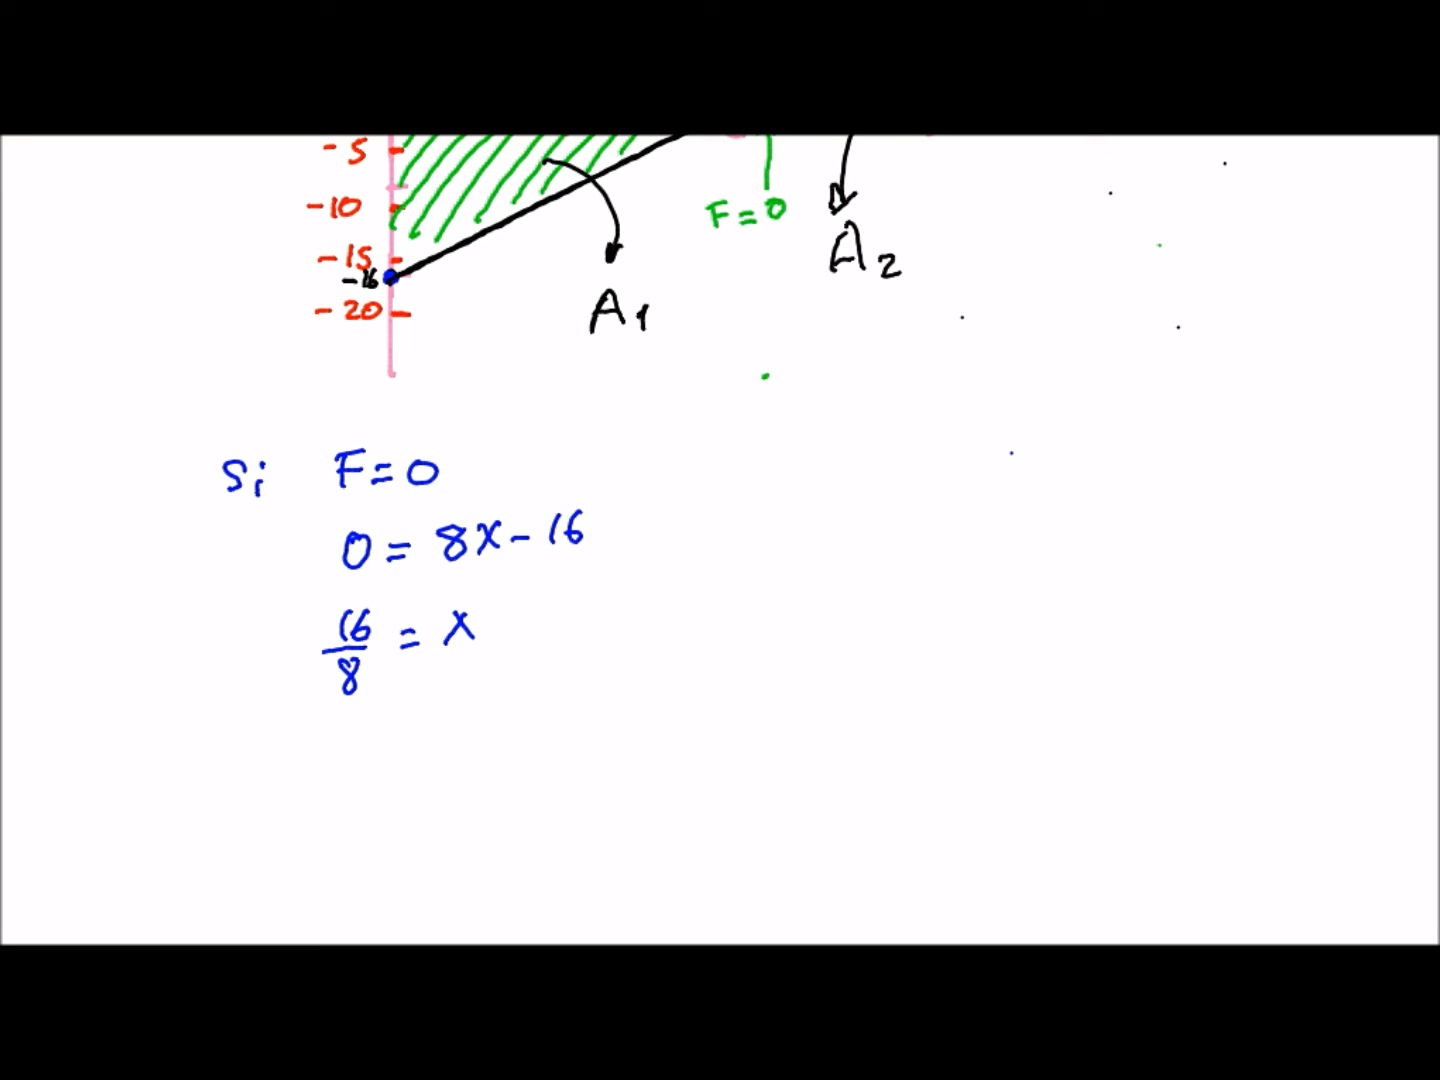 - 5
- 10
- 15
- 16
- 20
F = 0
A2
A1
Si F = 0
0 = 8x - 16
16/8 = x